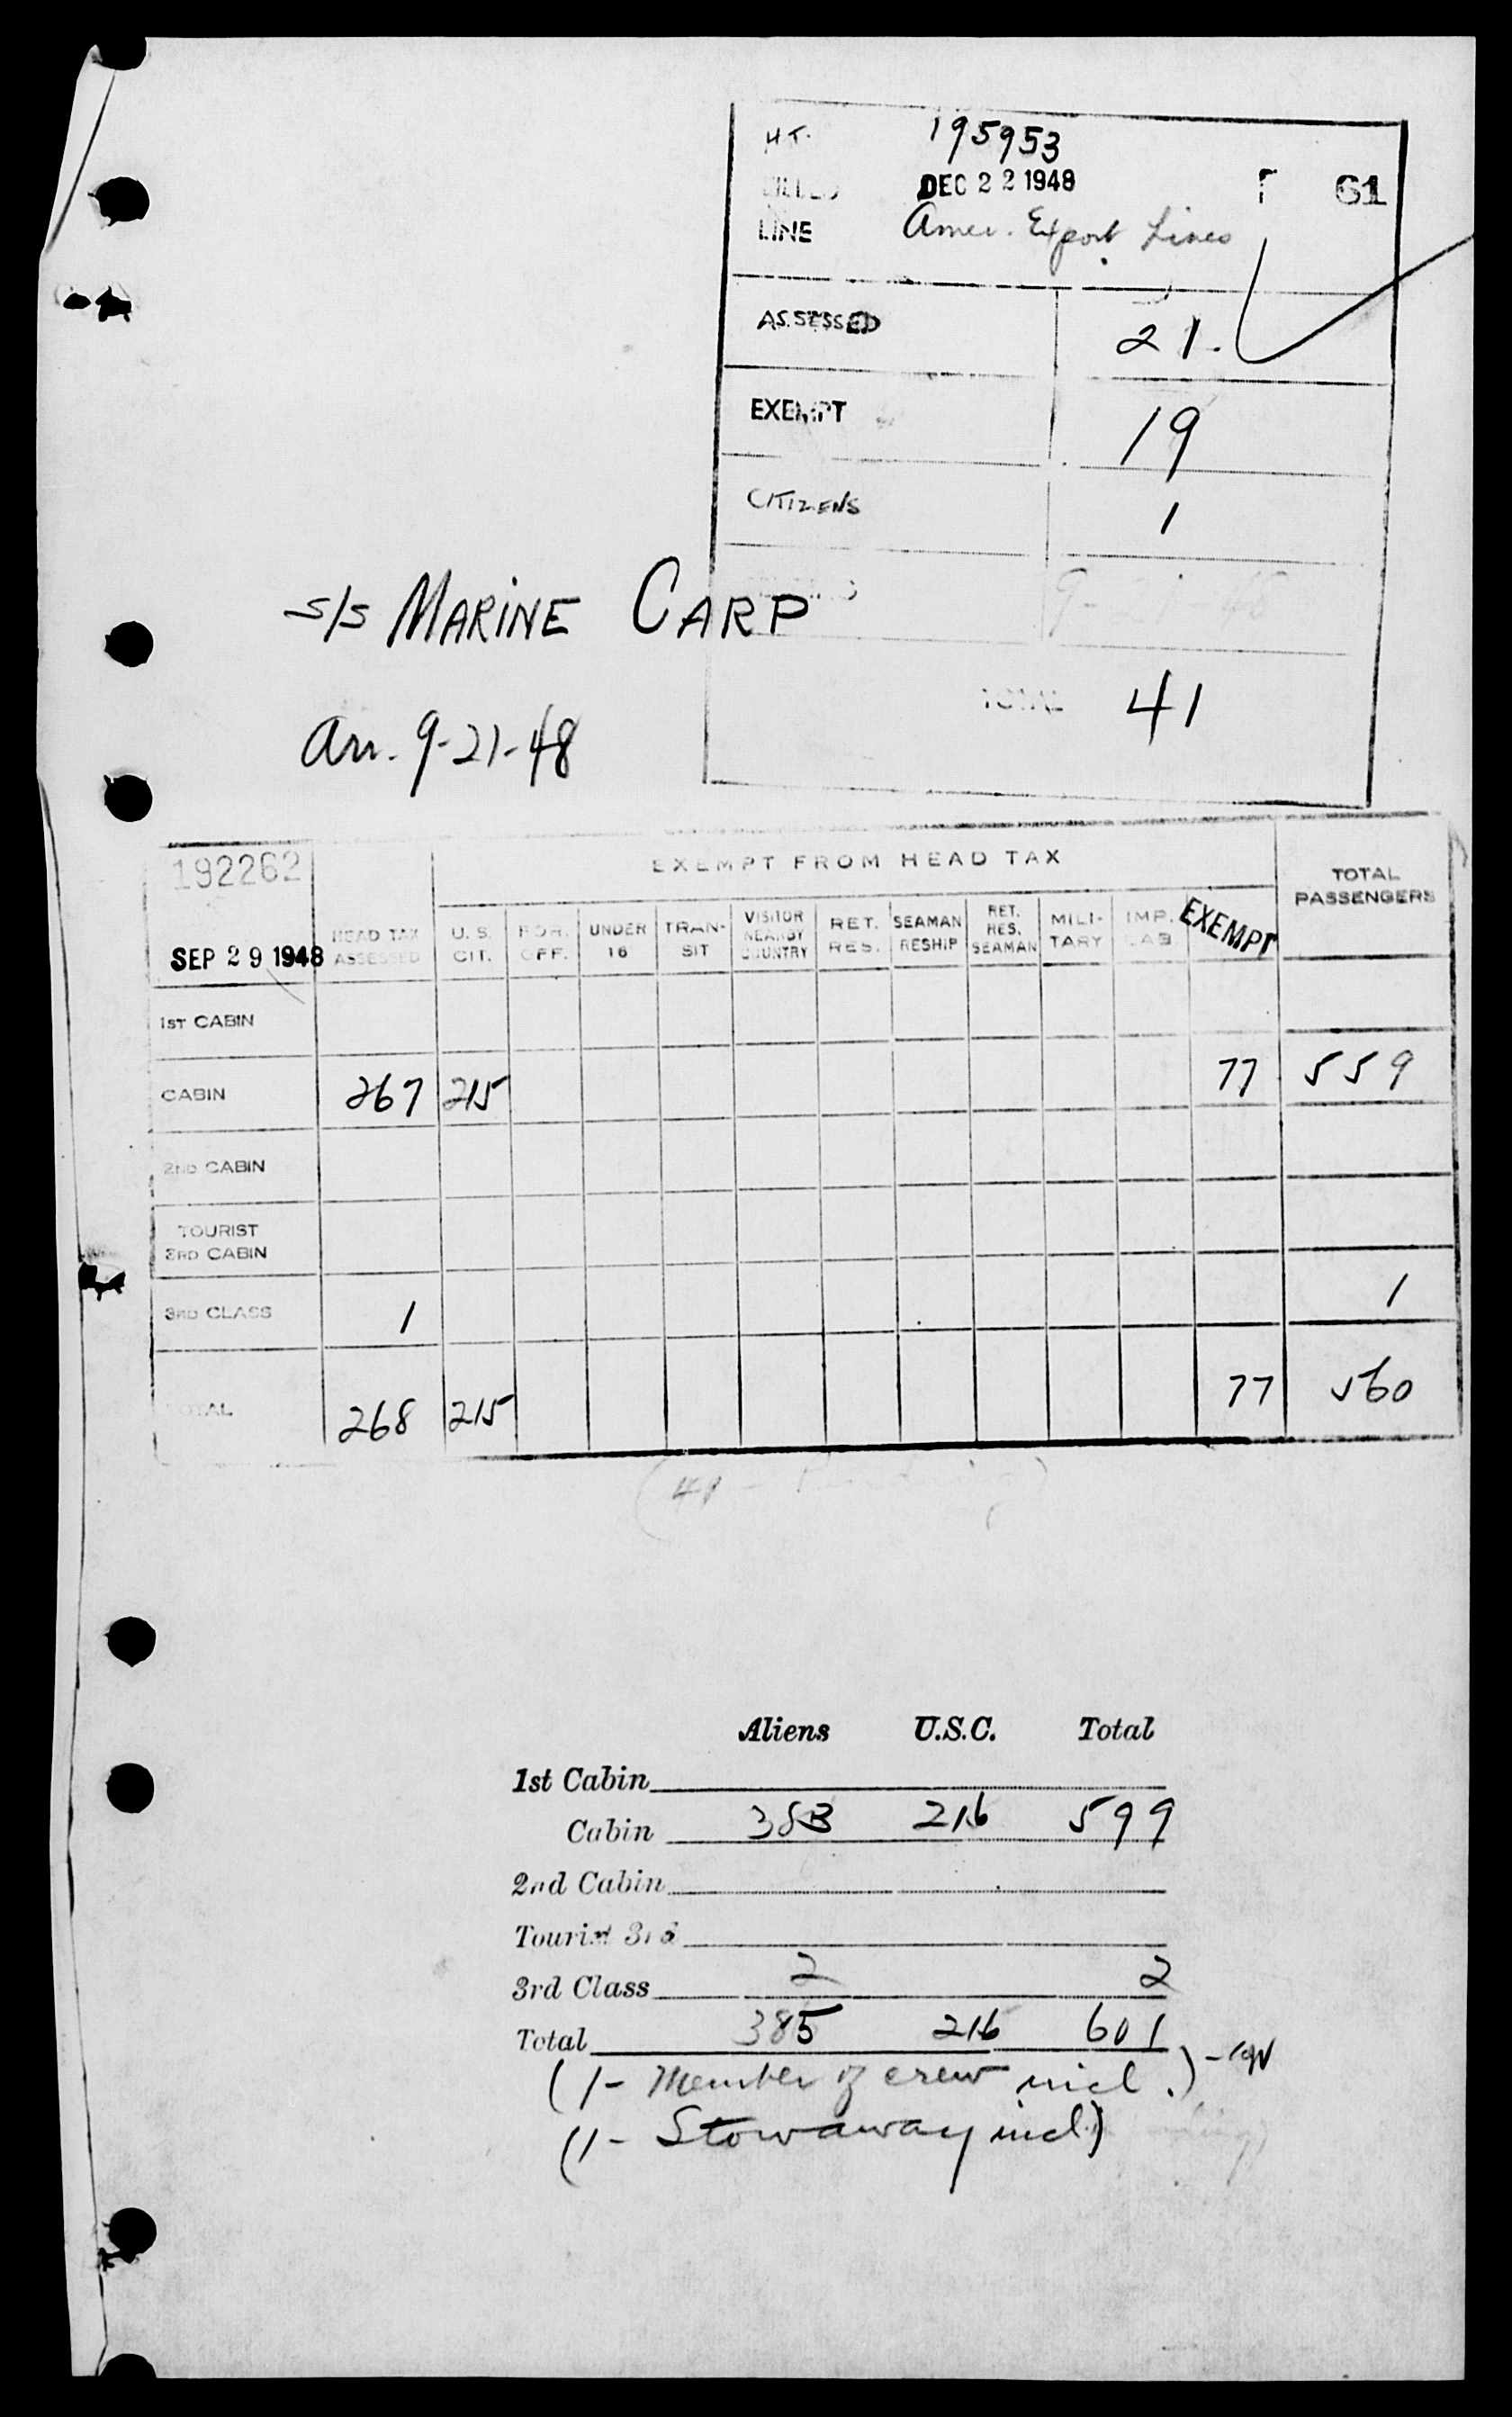 H.T. 195953
DEC 22 1948 61
LINE Amer. Export Lines
ASSESSED 21.
EXEMPT 19
CITIZENS 1
S/S MARINE CARP
TOTAL 41
Arr. 9-21-48
192262
SEP 29 1948
EXEMPT FROM HEAD TAX
TOTAL PASSENGERS
HEAD TAX ASSESSED
U. S. CIT.
FOR. OFF.
UNDER 16
TRAN-SIT
VISITOR NEARBY COUNTRY
RET. RES.
SEAMAN RESHIP
RET. RES. SEAMAN
MILI-TARY
IMP. LAB
EXEMPT
1ST CABIN
CABIN 267 215 77 559
2ND CABIN
TOURIST
3RD CABIN
3RD CLASS 1 1
TOTAL 268 215 77 560
Aliens U.S.C. Total
1st Cabin
Cabin 383 216 599
2nd Cabin
Tourist 3rd
3rd Class 2 2
Total 385 216 601
(1- Member of crew incl.)
(1- Stowaway incl)